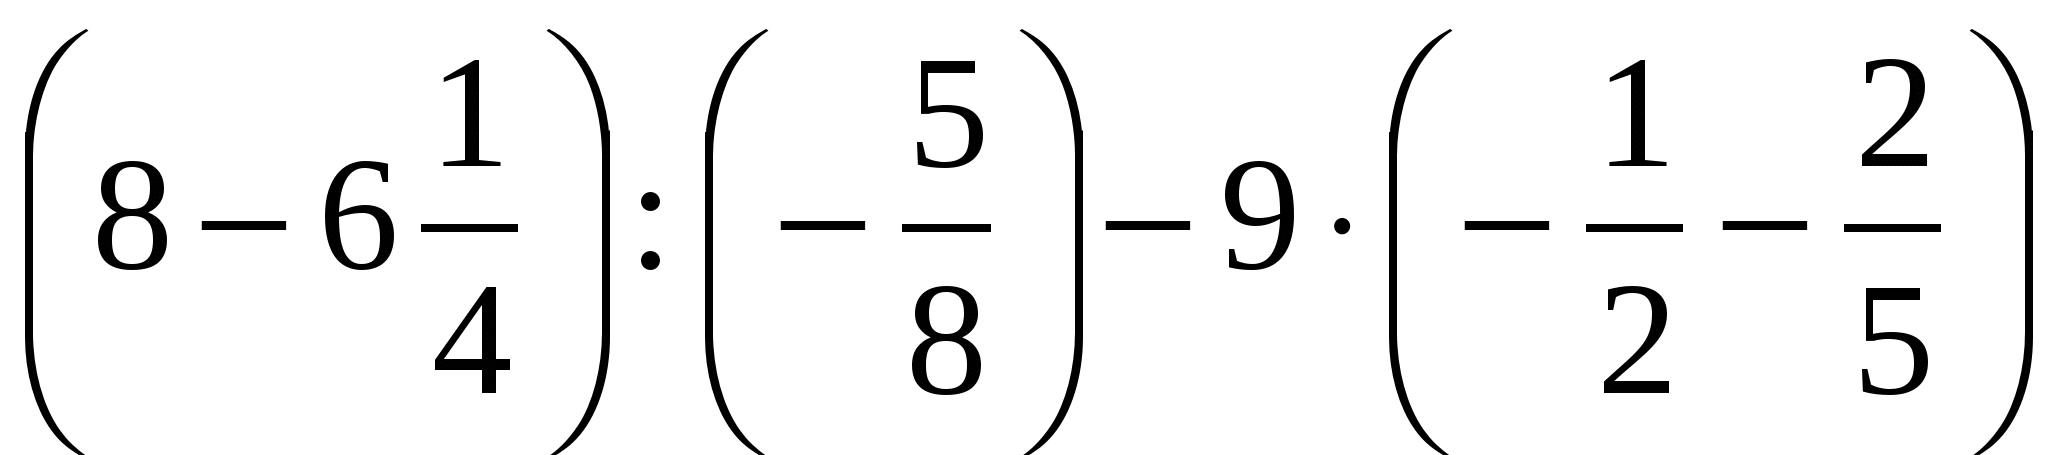 (8 − 6 1/4) : (− 5/8) − 9 · (− 1/2 − 2/5)